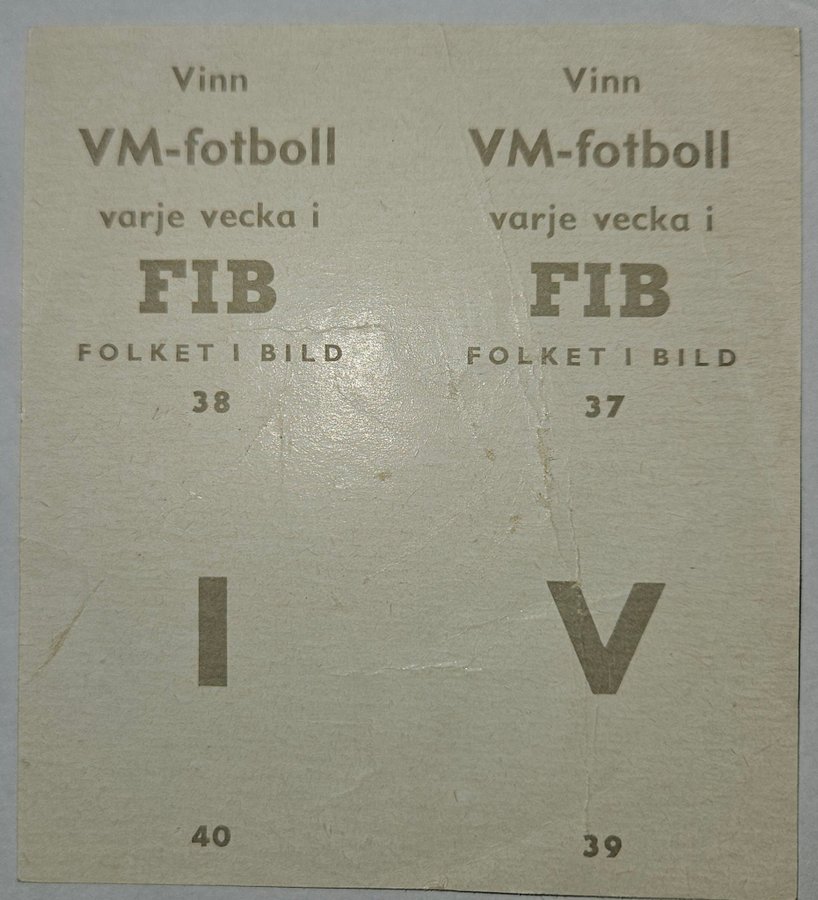 Vinn
VM-fotboll
varje vecka i
FIB
FOLKET I BILD
38
Vinn
VM-fotboll
varje vecka i
FIB
FOLKET I BILD
37
I
40
V
39